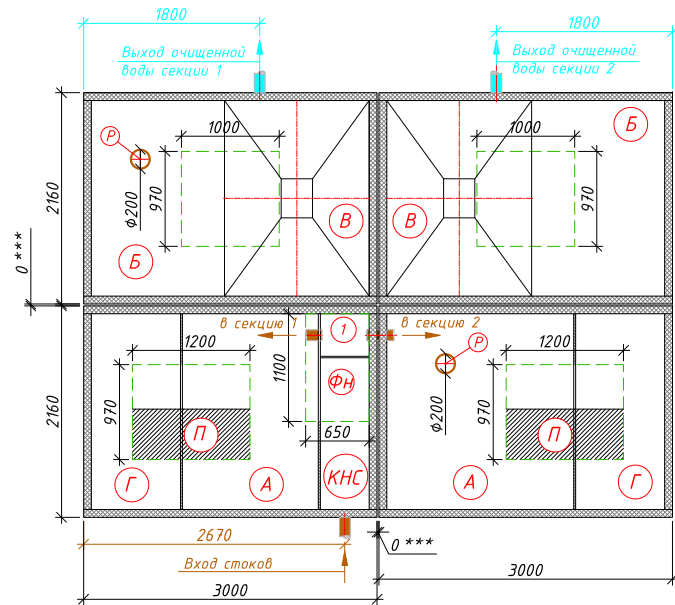 1800
1800
Выход очищенной
воды секции 1
Выход очищенной
воды секции 2
1000
1000
Р
Б
2160
970
970
Ф200
В
В
Б
0 ***
в секцию 1
1
в секцию 2
1200
1100
Р
1200
2160
970
Фн
Ф200
970
П
650
П
Г
А
КНС
А
Г
2670
0 ***
Вход стоков
3000
3000